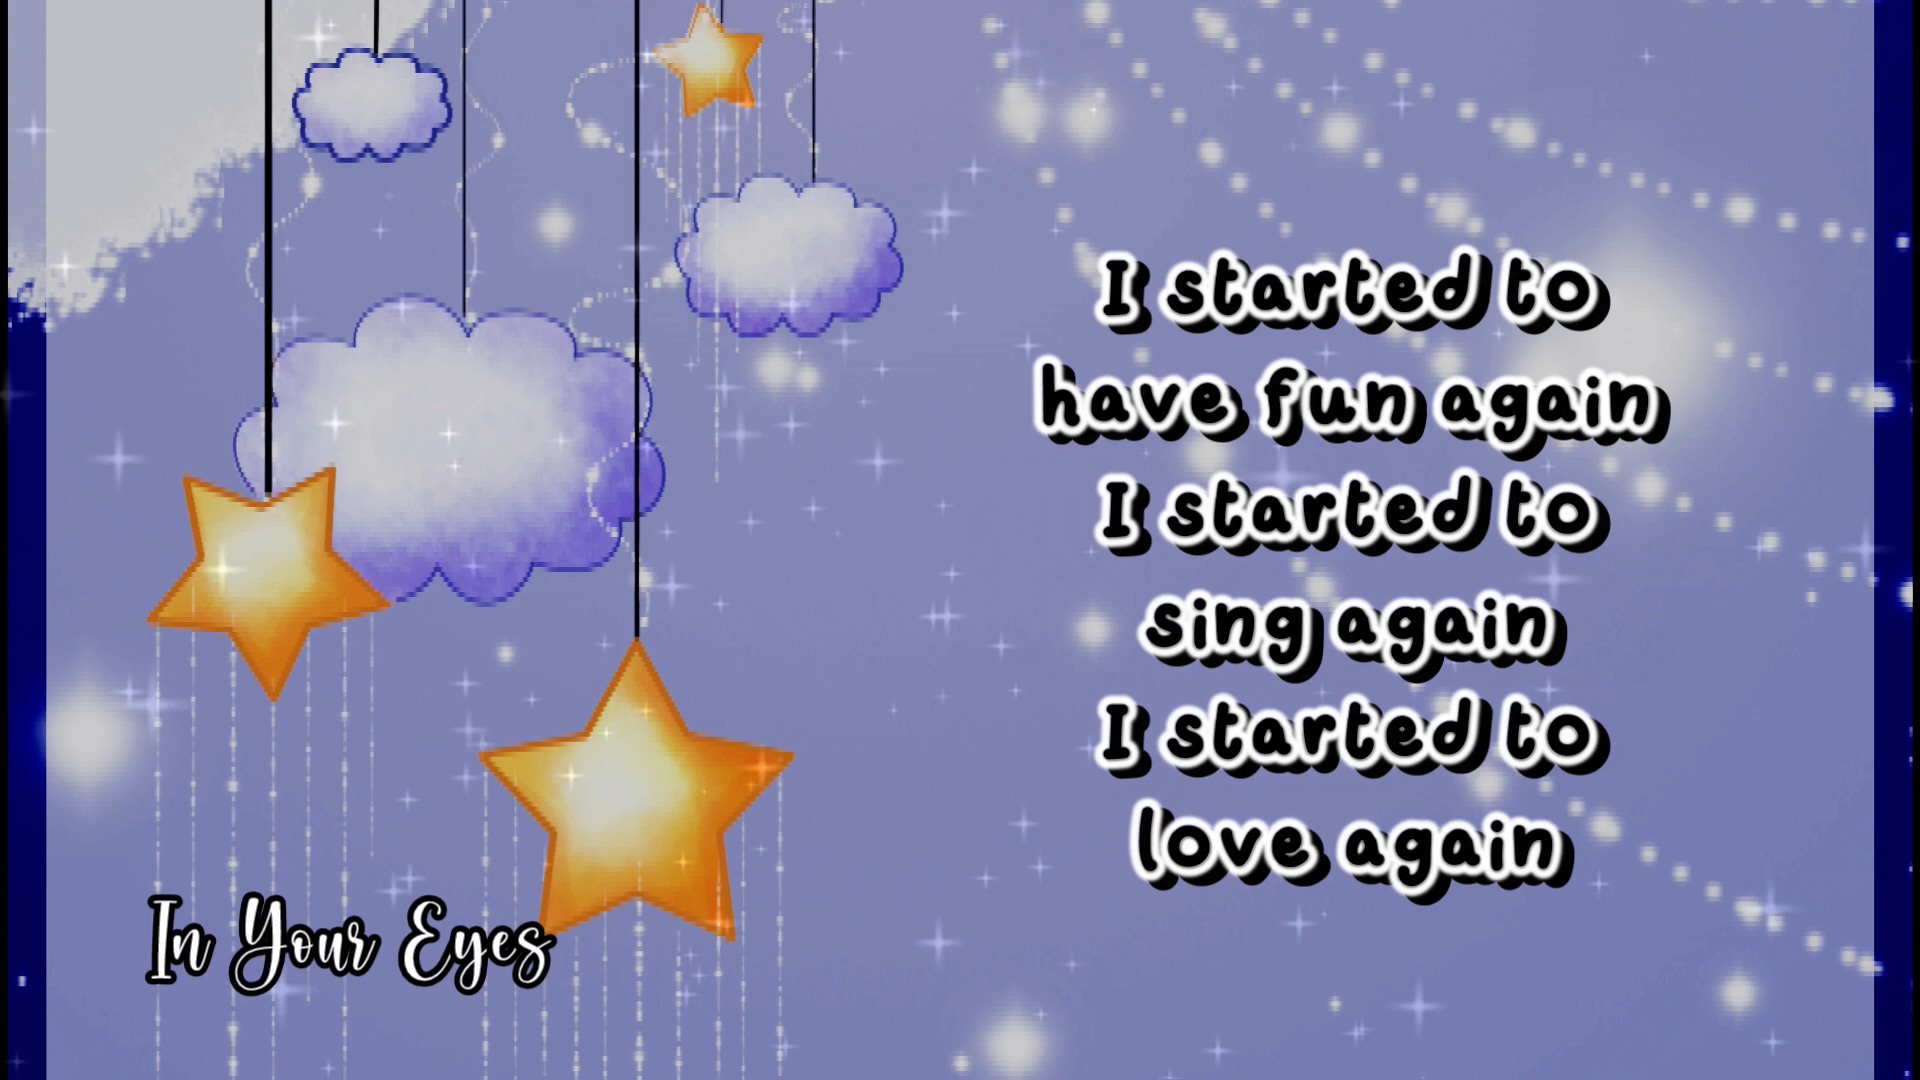 I started to
have fun again
I started to
sing again
I started to
love again
In Your Eyes